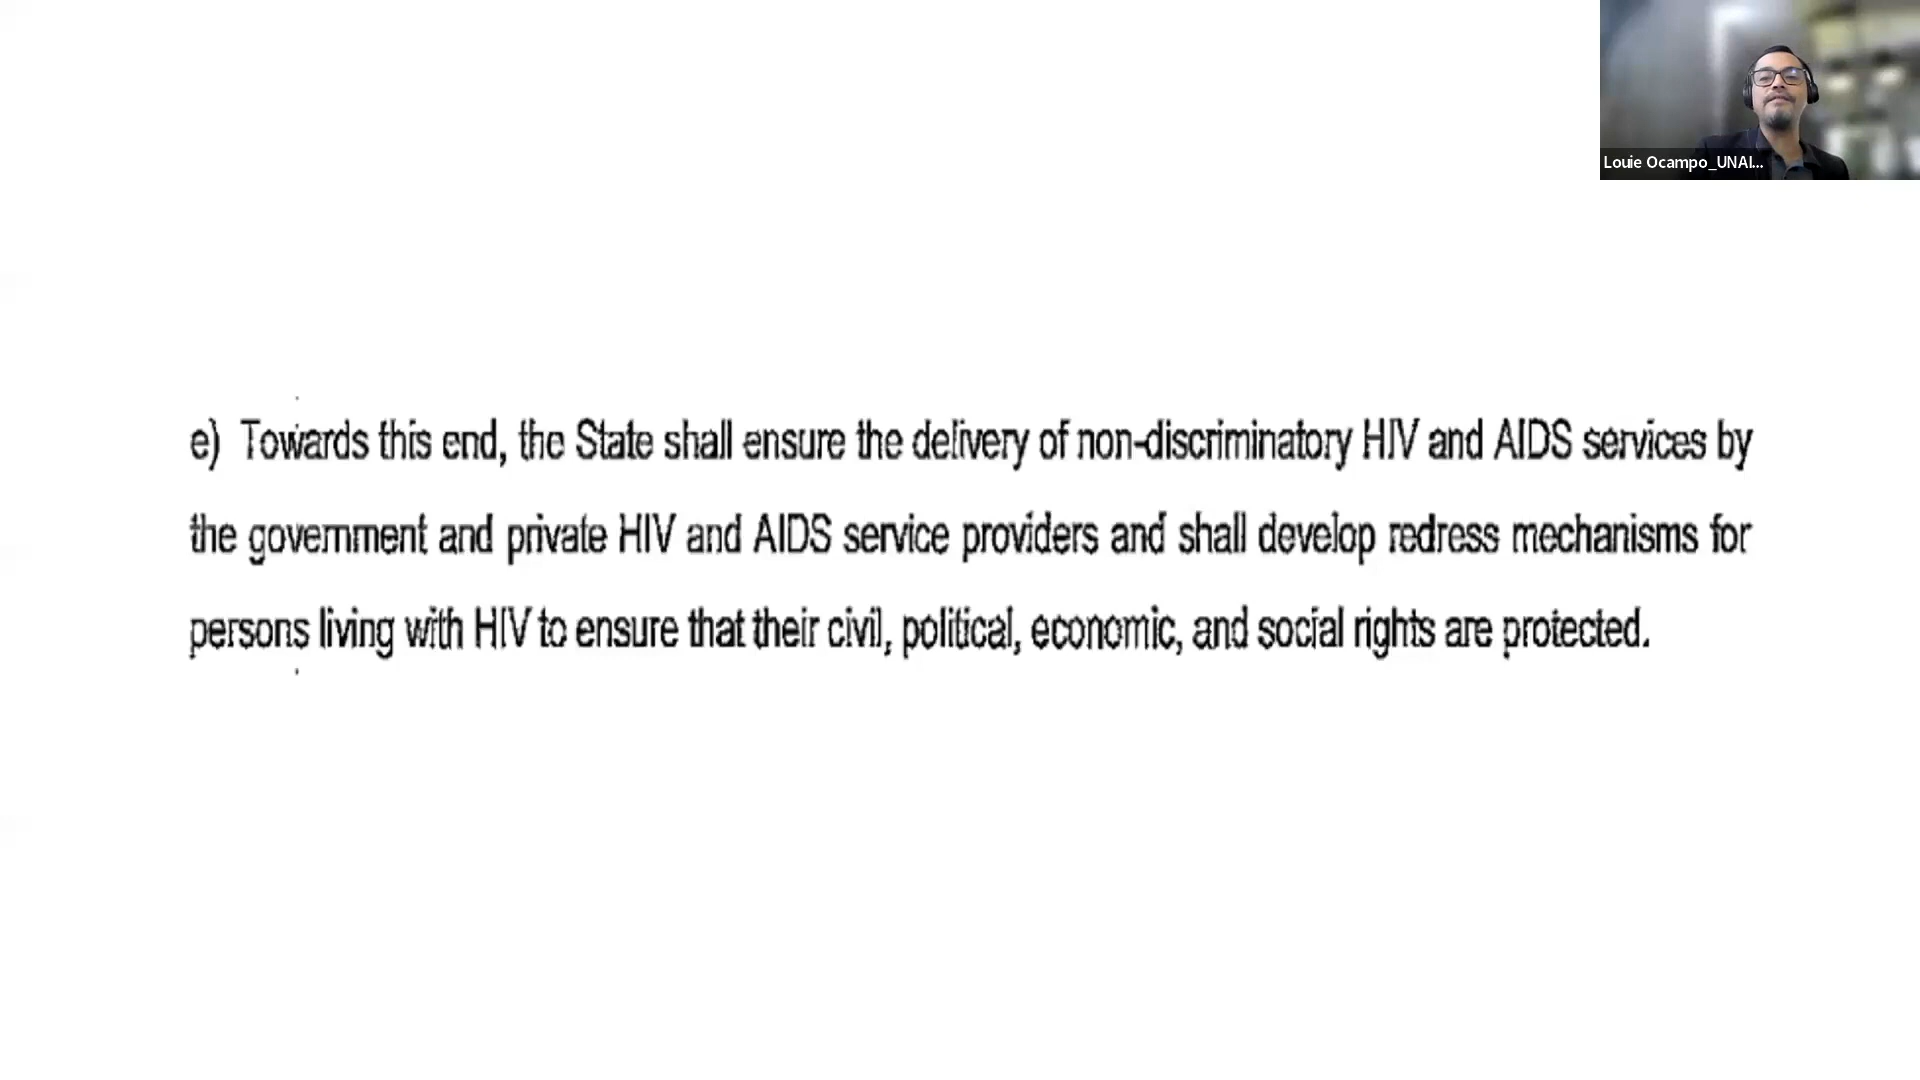 Louie Ocampo_UNAI...
e) Towards this end, the State shall ensure the delivery of non-discriminatory HIV and AIDS services by
the government and private HIV and AIDS service providers and shall develop redress mechanisms for
persons living with HIV to ensure that their civil, political, economic, and social rights are protected.